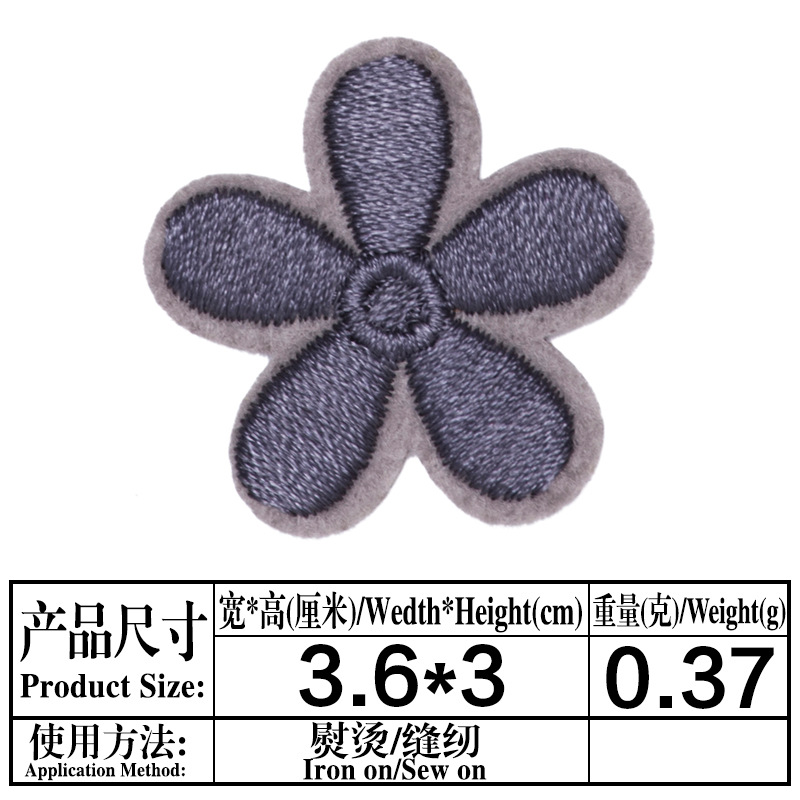 产品尺寸
Product Size:
宽*高(厘米)/Wedth*Height(cm)
3.6*3
重量(克)/Weight(g)
0.37
使用方法:
Application Method:
熨烫/缝纫
Iron on/Sew on